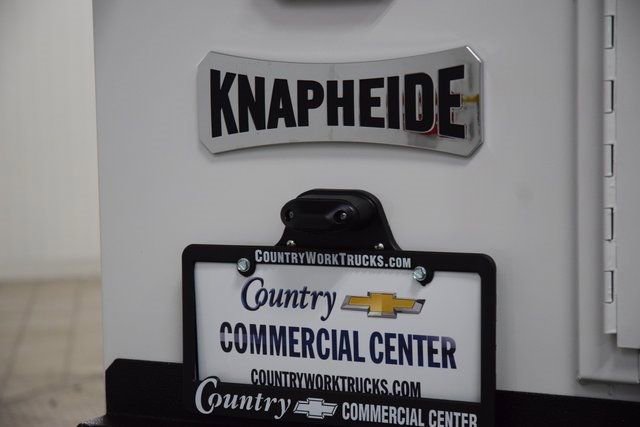 KNAPHEIDE
COUNTRYWORKTRUCKS.COM
Country
COMMERCIAL CENTER
COUNTRYWORKTRUCKS.COM
Country COMMERCIAL CENTER